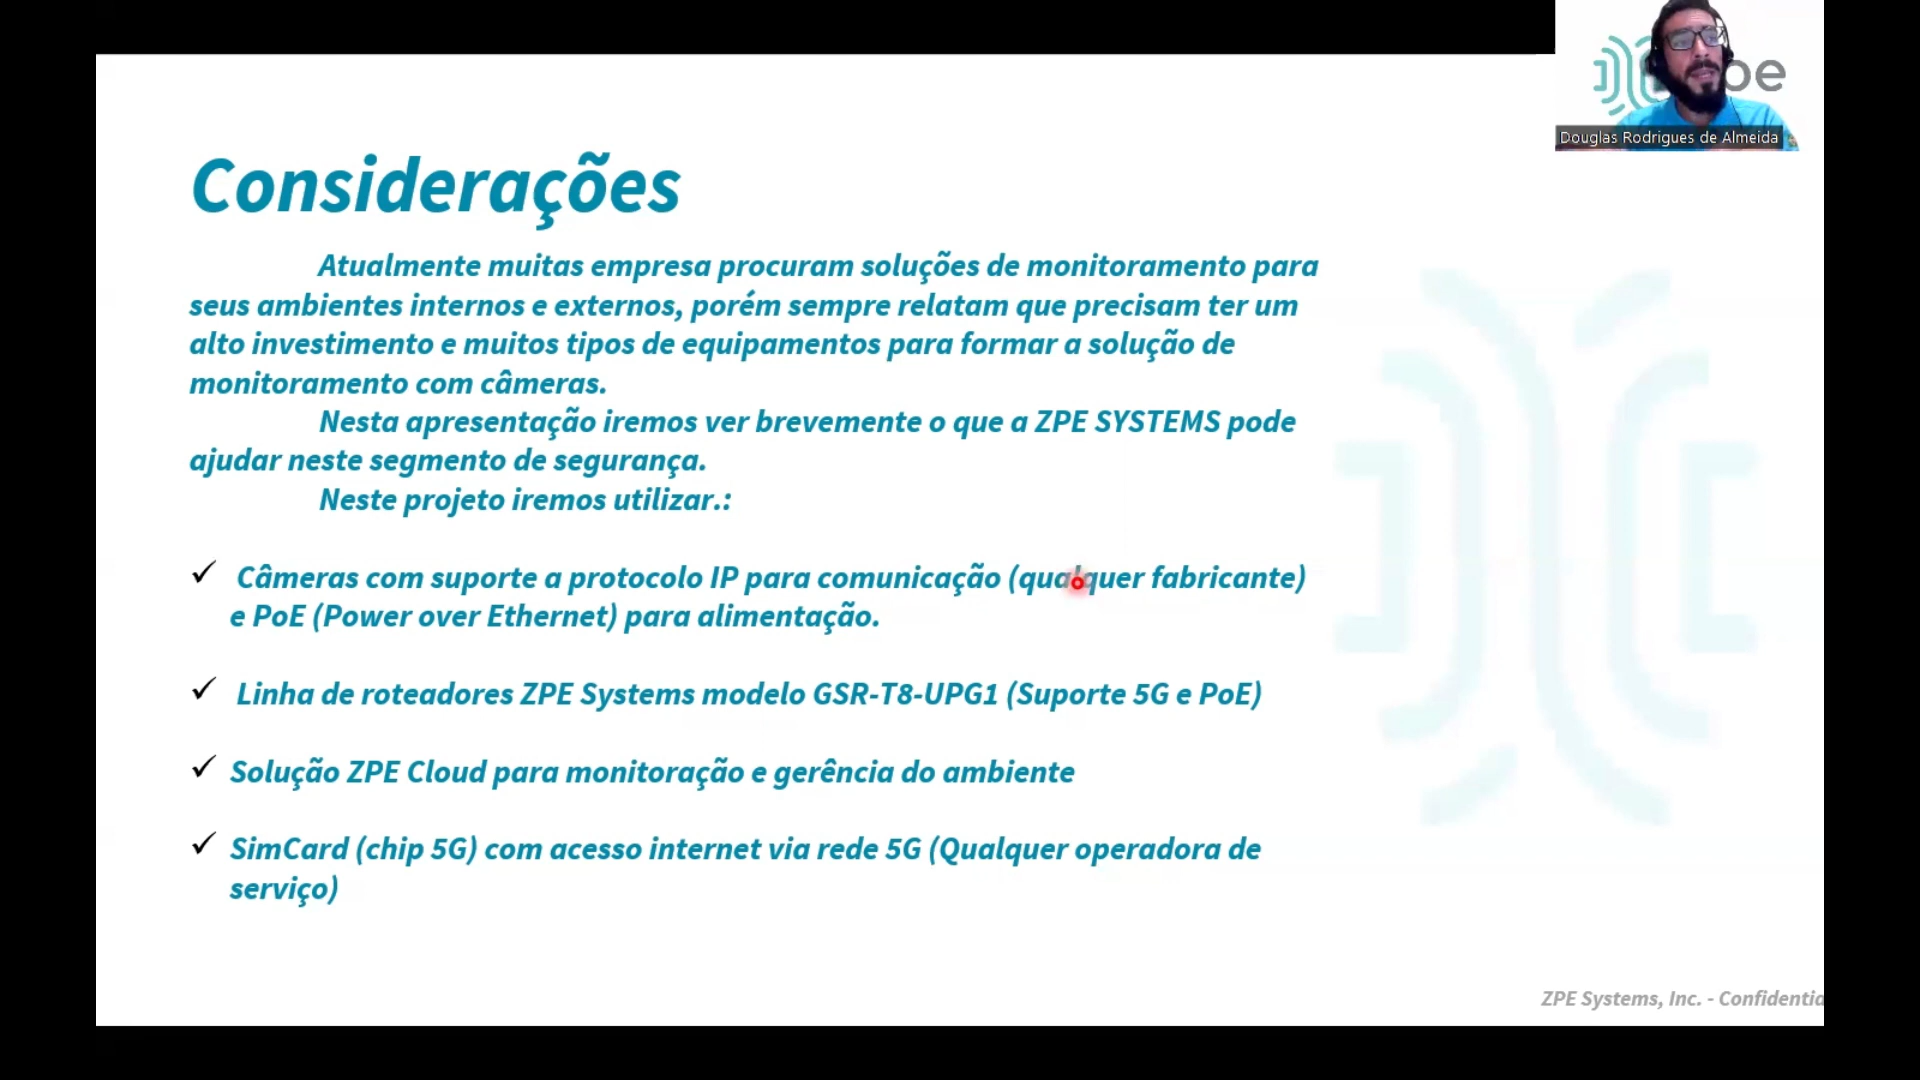 pe
Douglas Rodrigues de Almeida
Considerações
Atualmente muitas empresa procuram soluções de monitoramento para
seus ambientes internos e externos, porém sempre relatam que precisam ter um
alto investimento e muitos tipos de equipamentos para formar a solução de
monitoramento com câmeras.
Nesta apresentação iremos ver brevemente o que a ZPE SYSTEMS pode
ajudar neste segmento de segurança.
Neste projeto iremos utilizar.:
✓ Câmeras com suporte a protocolo IP para comunicação (qualquer fabricante)
e PoE (Power over Ethernet) para alimentação.
✓ Linha de roteadores ZPE Systems modelo GSR-T8-UPG1 (Suporte 5G e PoE)
✓ Solução ZPE Cloud para monitoração e gerência do ambiente
✓ SimCard (chip 5G) com acesso internet via rede 5G (Qualquer operadora de
serviço)
ZPE Systems, Inc. - Confidentia